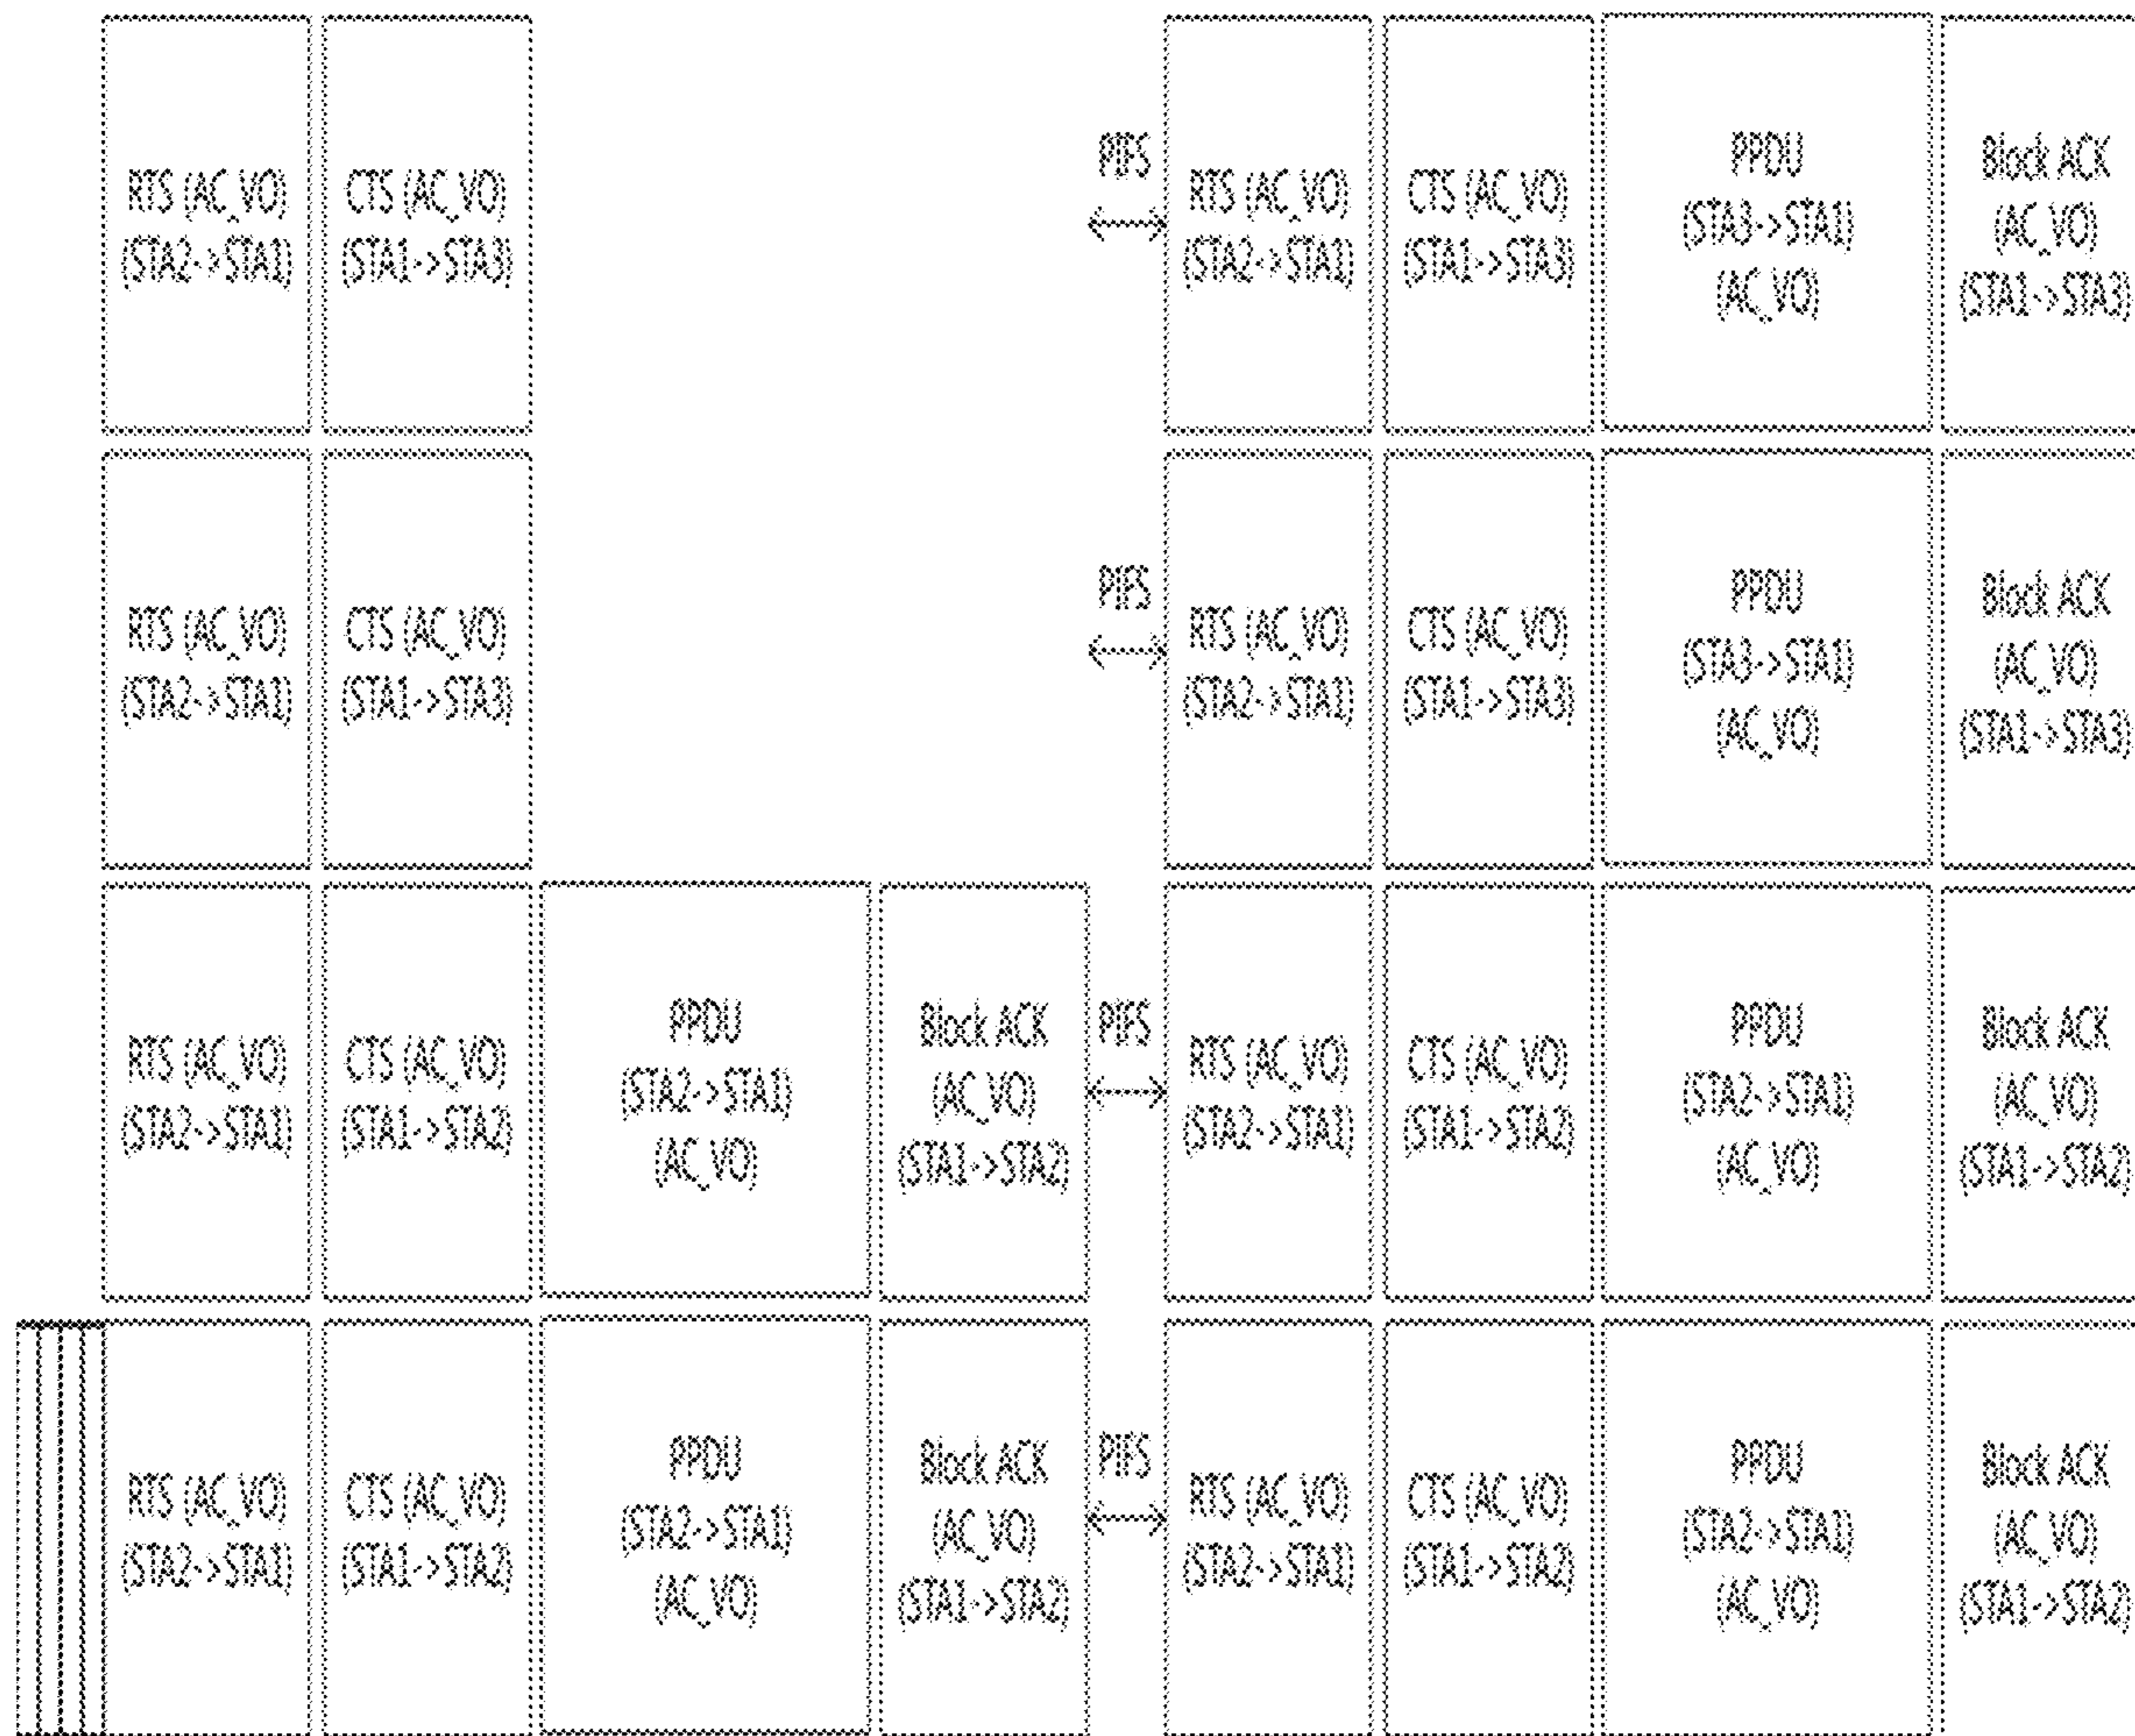 RTS (AC_VO)
(STA2->STA1)
CTS (AC_VO)
(STA1->STA3)
PIFS
RTS (AC_VO)
(STA2->STA1)
CTS (AC_VO)
(STA1->STA3)
PPDU
(STA3->STA1)
(AC_VO)
Block ACK
(AC_VO)
(STA1->STA3)
RTS (AC_VO)
(STA2->STA1)
CTS (AC_VO)
(STA1->STA3)
PIFS
RTS (AC_VO)
(STA2->STA1)
CTS (AC_VO)
(STA1->STA3)
PPDU
(STA3->STA1)
(AC_VO)
Block ACK
(AC_VO)
(STA1->STA3)
RTS (AC_VO)
(STA2->STA1)
CTS (AC_VO)
(STA1->STA2)
PPDU
(STA2->STA1)
(AC_VO)
Block ACK
(AC_VO)
(STA1->STA2)
PIFS
RTS (AC_VO)
(STA2->STA1)
CTS (AC_VO)
(STA1->STA2)
PPDU
(STA2->STA1)
(AC_VO)
Block ACK
(AC_VO)
(STA1->STA2)
RTS (AC_VO)
(STA2->STA1)
CTS (AC_VO)
(STA1->STA2)
PPDU
(STA2->STA1)
(AC_VO)
Block ACK
(AC_VO)
(STA1->STA2)
PIFS
RTS (AC_VO)
(STA2->STA1)
CTS (AC_VO)
(STA1->STA2)
PPDU
(STA2->STA1)
(AC_VO)
Block ACK
(AC_VO)
(STA1->STA2)